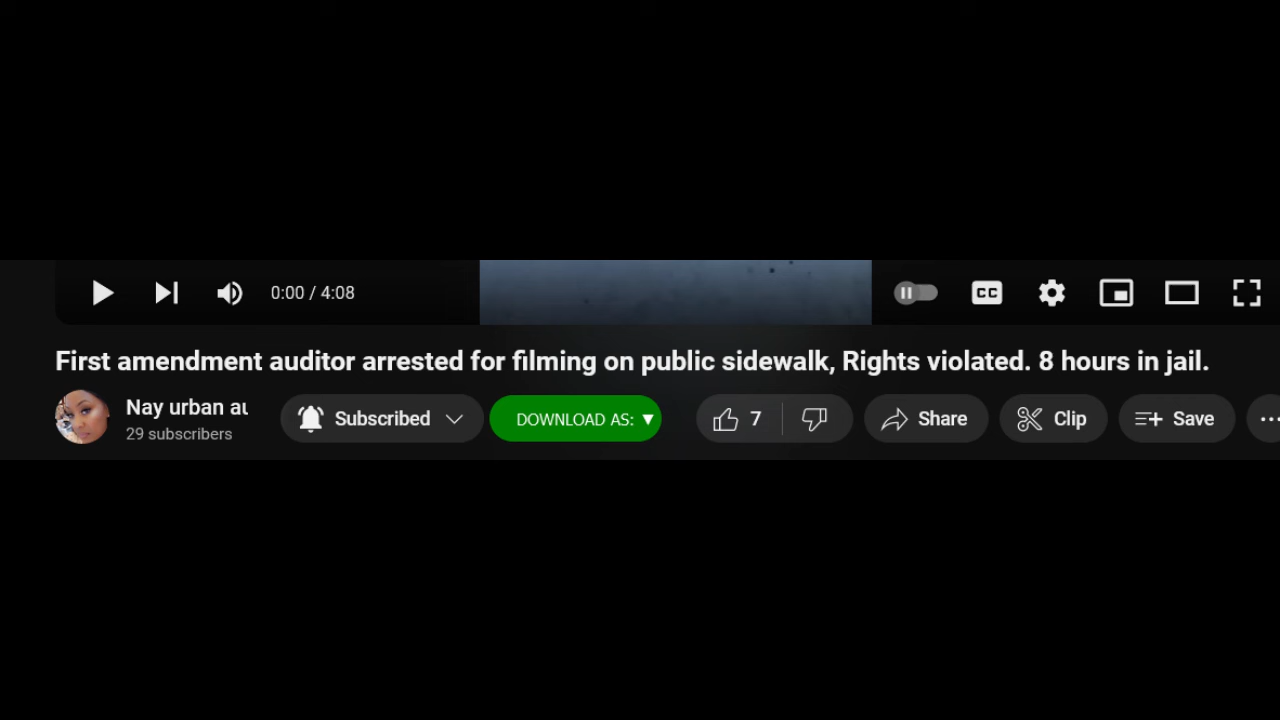 0:00 / 4:08
CC
First amendment auditor arrested for filming on public sidewalk, Rights violated. 8 hours in jail.
Nay urban
29 subscribers
Subscribed
DOWNLOAD AS: ▼
7
Share
Clip
Save